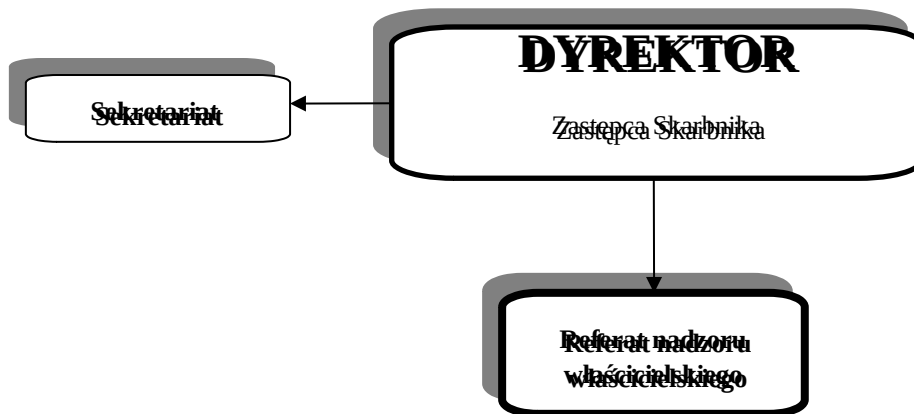 DYREKTOR
Sekretariat
Zastępca Skarbnika
Referat nadzoru
właścicielskiego